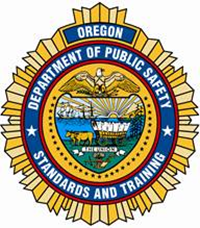 OREGON
DEPARTMENT OF PUBLIC SAFETY
STANDARDS AND TRAINING
THE UNION